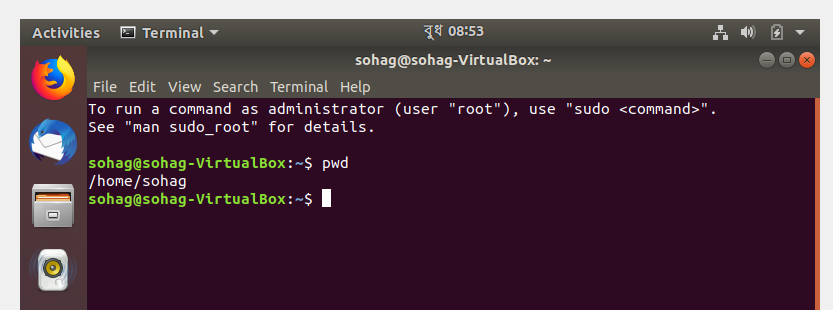 Activities Terminal বুধ 08:53
sohag@sohag-VirtualBox: ~
File Edit View Search Terminal Help
To run a command as administrator (user "root"), use "sudo <command>".
See "man sudo_root" for details.
sohag@sohag-VirtualBox:~$ pwd
/home/sohag
sohag@sohag-VirtualBox:~$